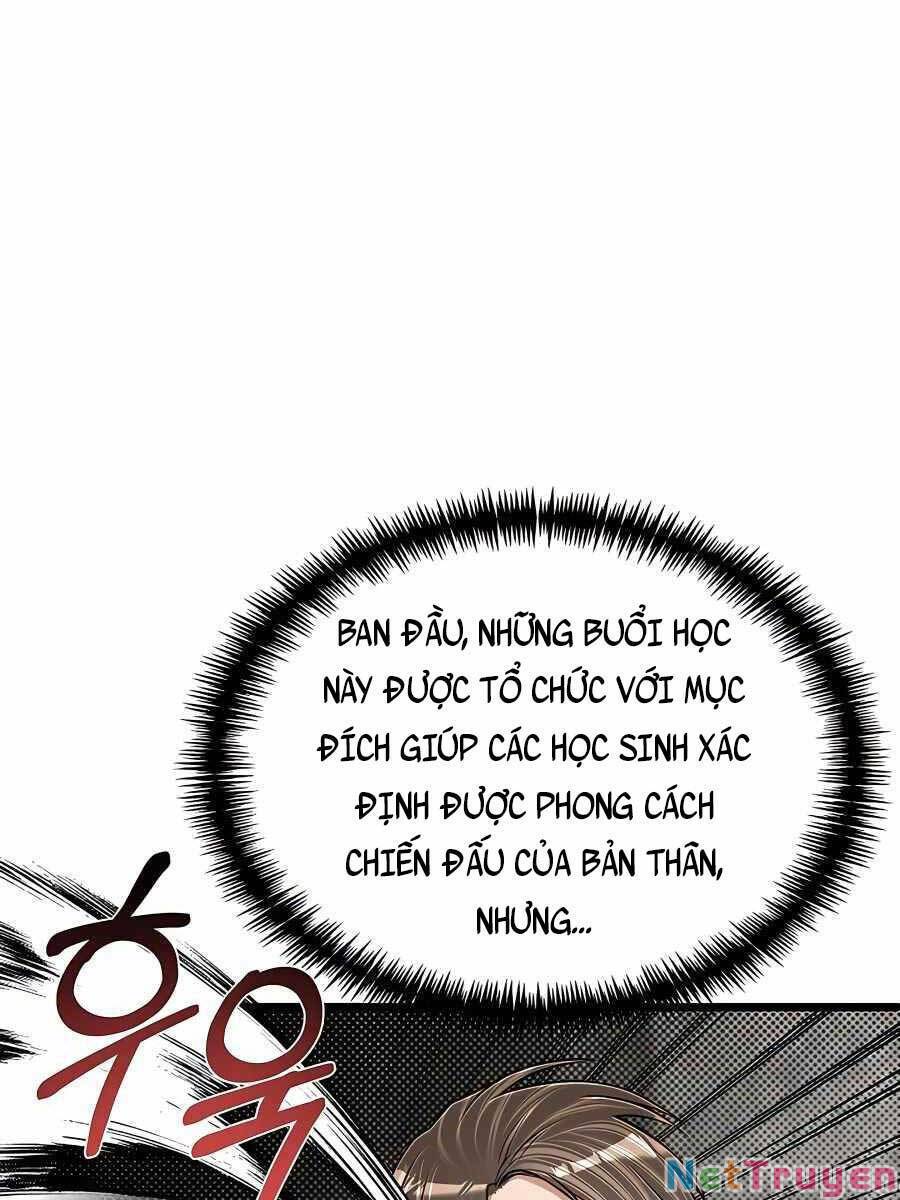 BAN ĐẦU, NHỮNG BUỔI HỌC
NÀY ĐƯỢC TỔ CHỨC VỚI MỤC
ĐÍCH GIÚP CÁC HỌC SINH XÁC
ĐỊNH ĐƯỢC PHONG CÁCH
CHIẾN ĐẤU CỦA BẢN THÂN,
NHƯNG...
후욱
NetTruyen